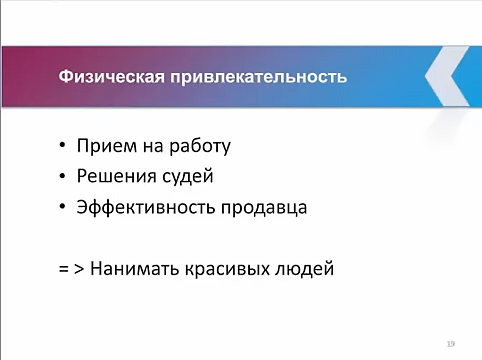 Физическая привлекательность
• Прием на работу
• Решения судей
• Эффективность продавца
= > Нанимать красивых людей
19